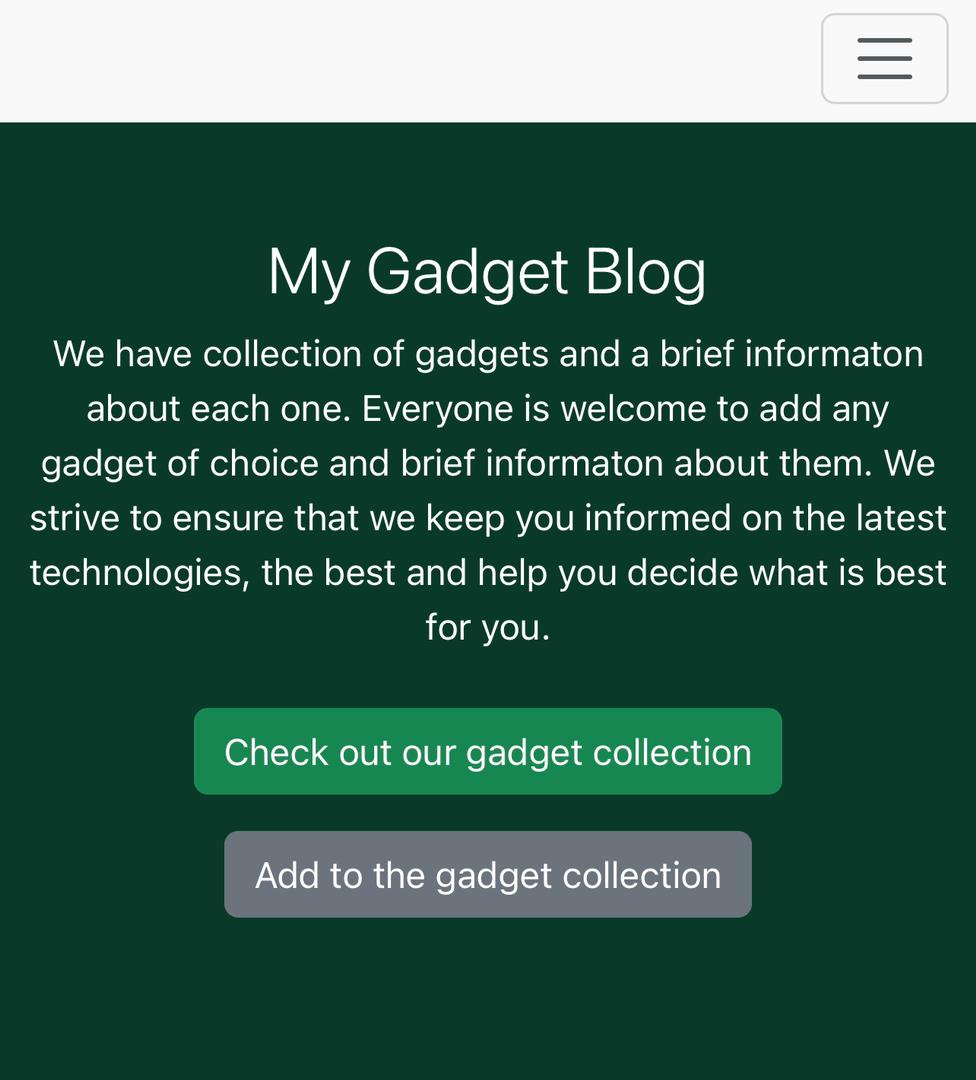 My Gadget Blog
We have collection of gadgets and a brief informaton
about each one. Everyone is welcome to add any
gadget of choice and brief informaton about them. We
strive to ensure that we keep you informed on the latest
technologies, the best and help you decide what is best
for you.
Check out our gadget collection
Add to the gadget collection